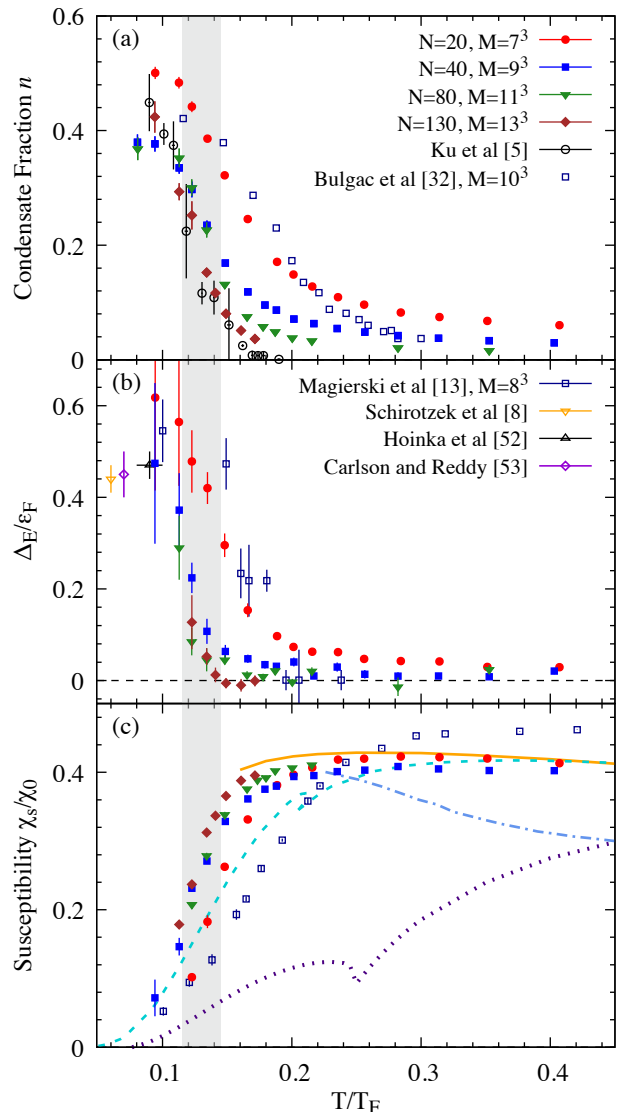 (a)
N=20, M=7³
N=40, M=9³
N=80, M=11³
N=130, M=13³
Ku et al [5]
Bulgac et al [32], M=10³
Condensate Fraction n
0.6
0.4
0.2
0
(b)
Magierski et al [13], M=8³
Schirotzek et al [8]
Hoinka et al [52]
Carlson and Reddy [53]
Δ_E/ε_F
0.6
0.4
0.2
0
(c)
Susceptibility χ_s/χ_0
0.6
0.4
0.2
0
0.1 0.2 0.3 0.4
T/T_F